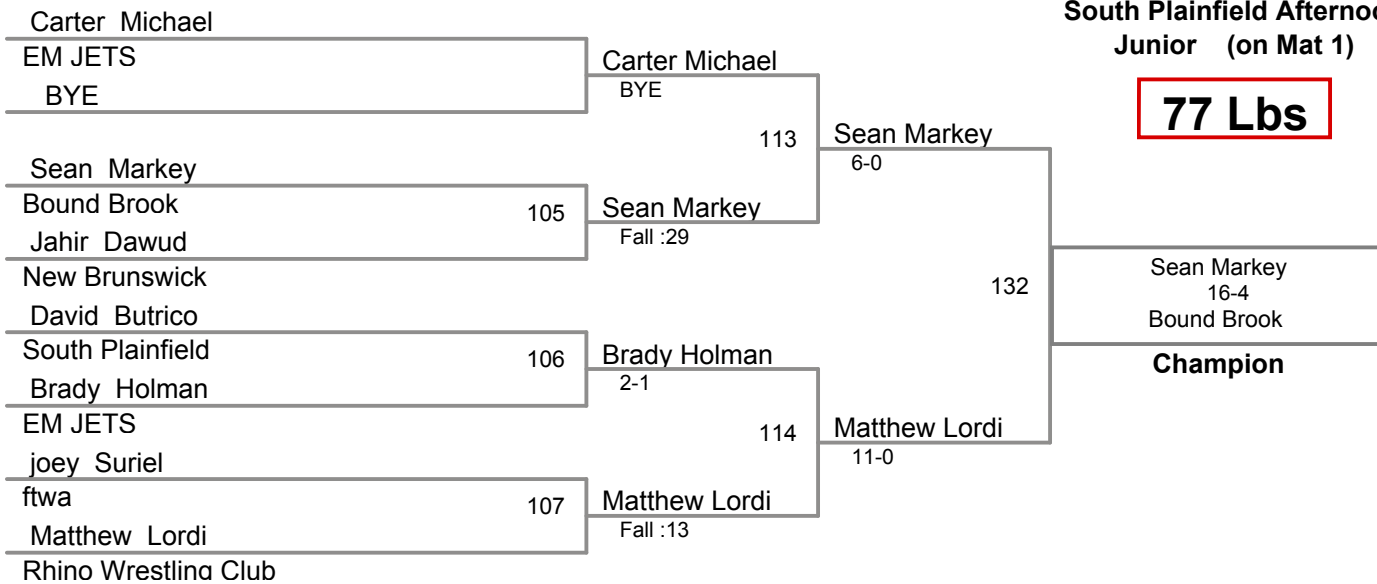 Carter Michael
EM JETS
BYE
Sean Markey
Bound Brook
Jahir Dawud
New Brunswick
David Butrico
South Plainfield
Brady Holman
EM JETS
joey Suriel
ftwa
Matthew Lordi
Rhino Wrestling Club
105
106
107
Carter Michael
BYE
Sean Markey
Fall :29
Brady Holman
2-1
Matthew Lordi
Fall :13
113
114
Sean Markey
6-0
Matthew Lordi
11-0
132
South Plainfield
Junior (on Mat 1)
77 Lbs
Sean Markey
16-4
Bound Brook
Champion